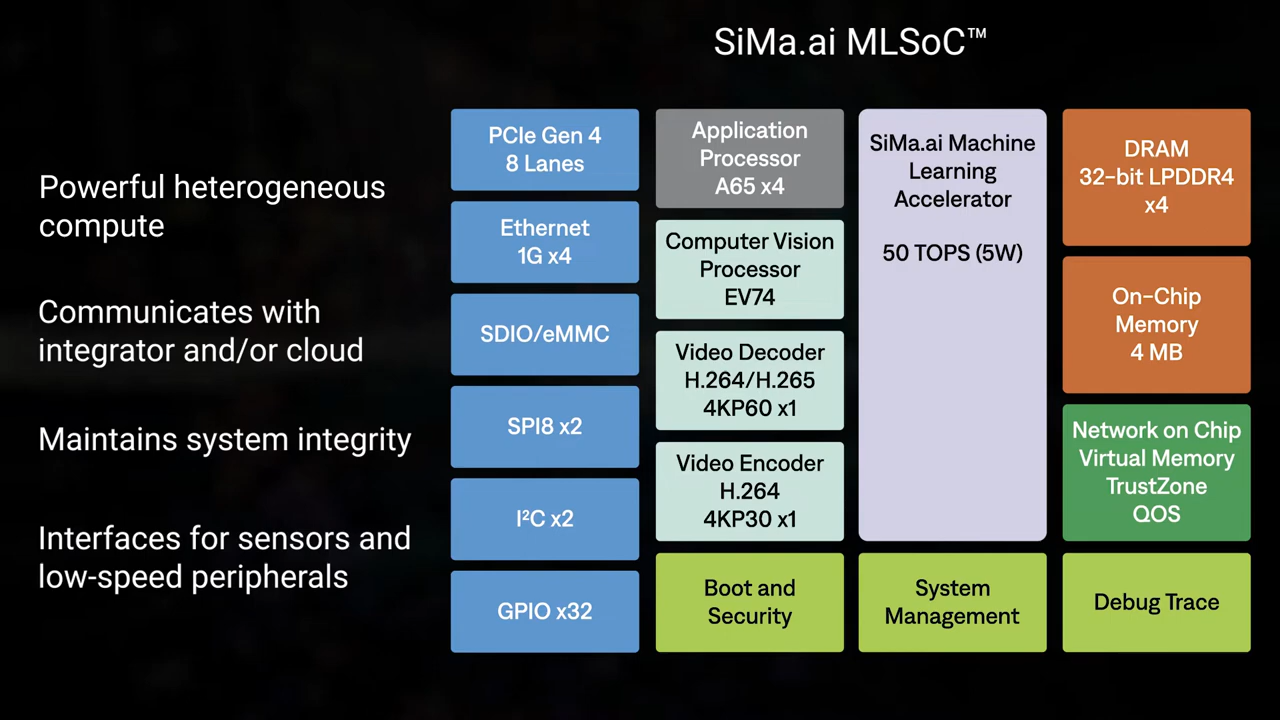 SiMa.ai MLSoC™
Powerful heterogeneous
compute
Communicates with
integrator and/or cloud
Maintains system integrity
Interfaces for sensors and
low-speed peripherals
PCIe Gen 4
8 Lanes
Ethernet
1G x4
SDIO/eMMC
SPI8 x2
I²C x2
GPIO x32
Application
Processor
A65 x4
Computer Vision
Processor
EV74
Video Decoder
H.264/H.265
4KP60 x1
Video Encoder
H.264
4KP30 x1
Boot and
Security
SiMa.ai Machine
Learning
Accelerator
50 TOPS (5W)
System
Management
DRAM
32-bit LPDDR4
x4
On-Chip
Memory
4 MB
Network on Chip
Virtual Memory
TrustZone
QOS
Debug Trace